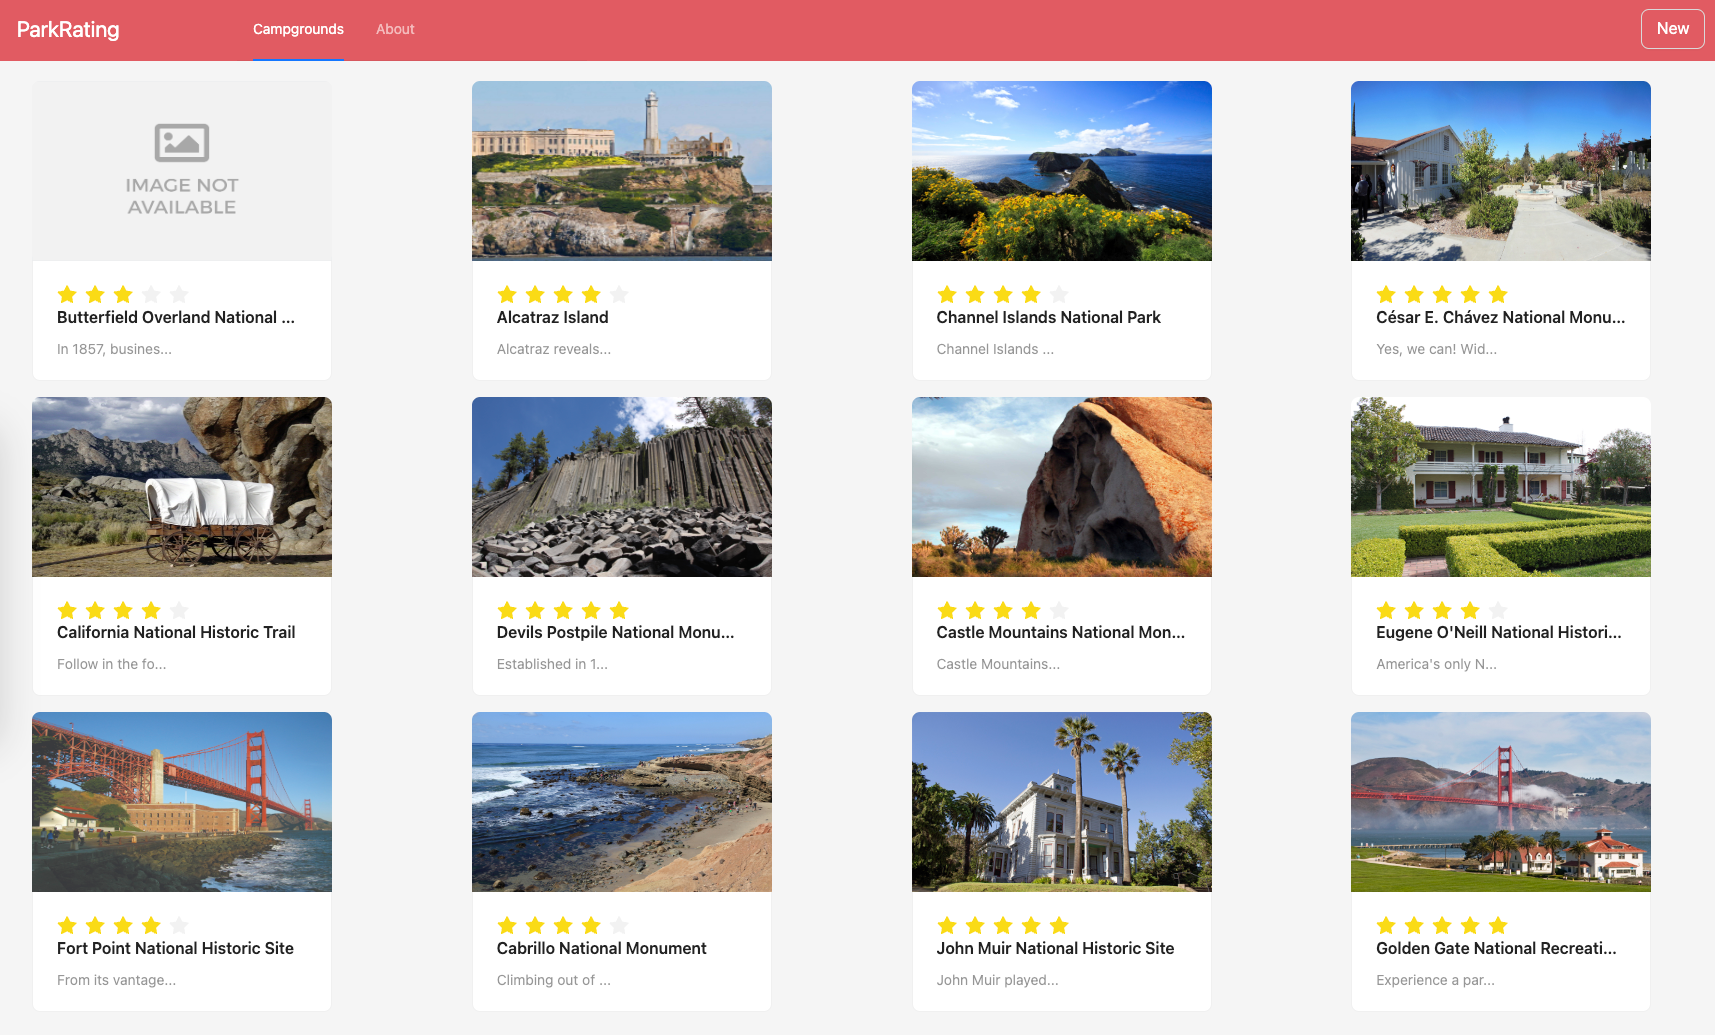 ParkRating
Campgrounds
About
New
IMAGE NOT
AVAILABLE
Butterfield Overland National ...
In 1857, busines...
Alcatraz Island
Alcatraz reveals...
Channel Islands National Park
Channel Islands ...
César E. Chávez National Monu...
Yes, we can! Wid...
California National Historic Trail
Follow in the fo...
Devils Postpile National Monu...
Established in 1...
Castle Mountains National Mon...
Castle Mountains...
Eugene O'Neill National Histori...
America's only N...
Fort Point National Historic Site
From its vantage...
Cabrillo National Monument
Climbing out of ...
John Muir National Historic Site
John Muir played...
Golden Gate National Recreati...
Experience a par...